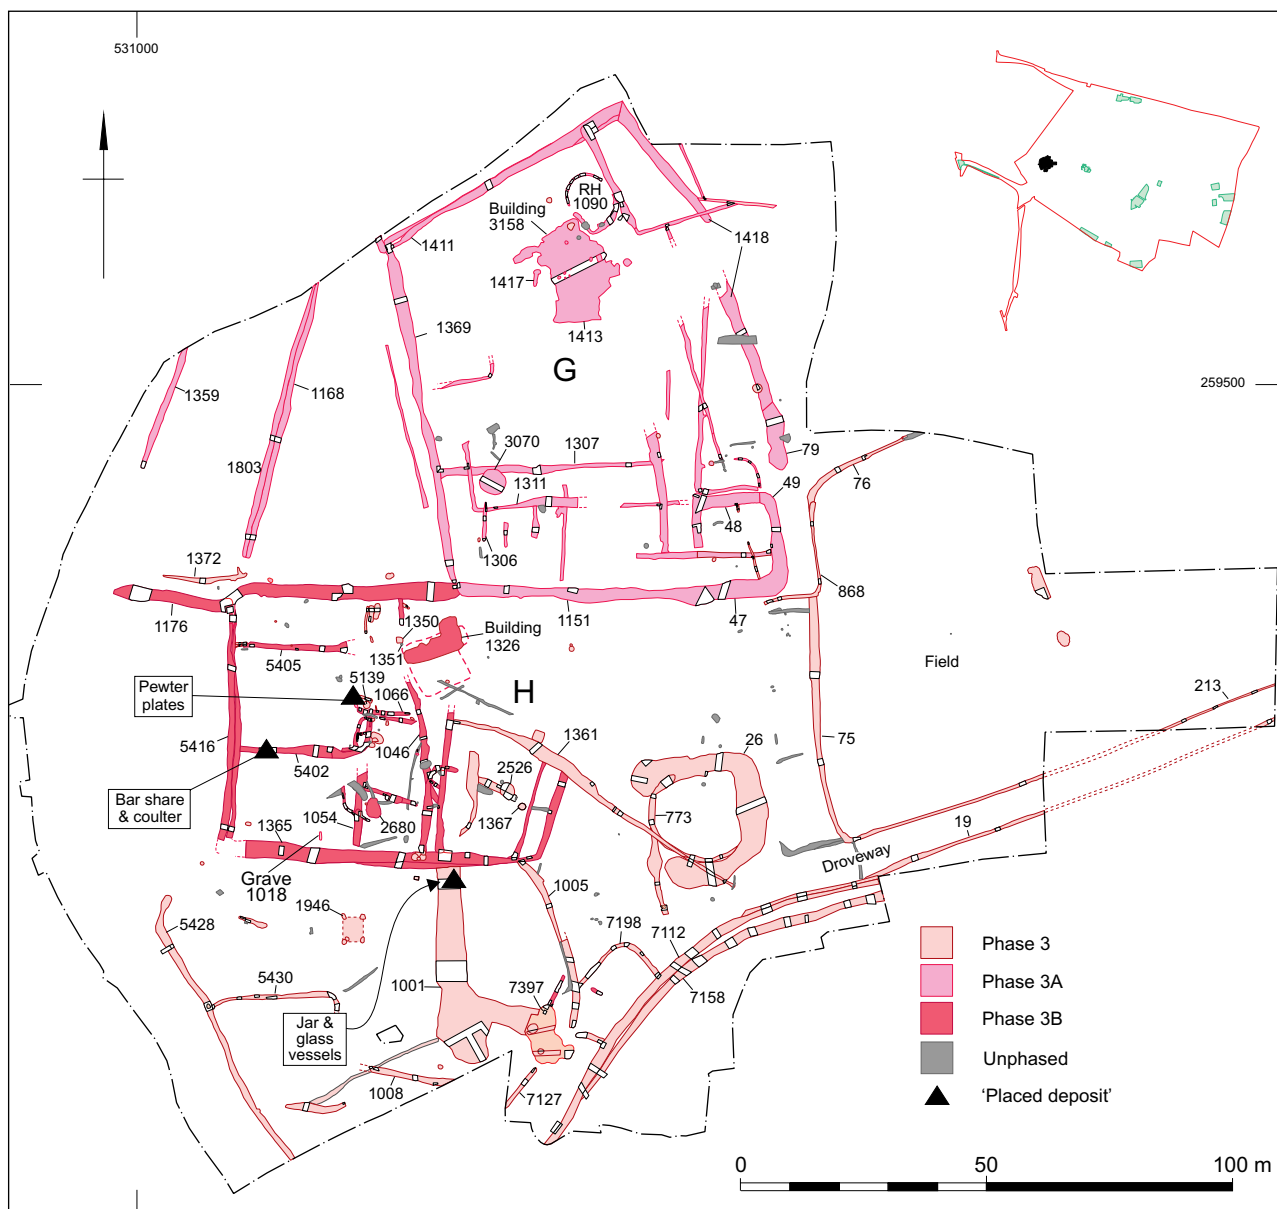 531000
RH
1090
Building
3158
1411
1418
1417
1369
1413
G
259500
1359
1168
3070
1307
79
1803
1311
49
76
48
1306
1372
868
1176
1151
47
1350
Building
1326
1351
5405
Field
Pewter
plates
5139
1066
H
213
5416
1046
1361
26
75
5402
2526
Bar share
& coulter
19
1054
2680
1367
773
1365
Droveway
Grave
1018
1005
1946
5428
7198
7112
Phase 3
5430
1001
7397
7158
Phase 3A
Jar &
glass
vessels
Phase 3B
Unphased
1008
7127
‘Placed deposit’
0
50
100 m